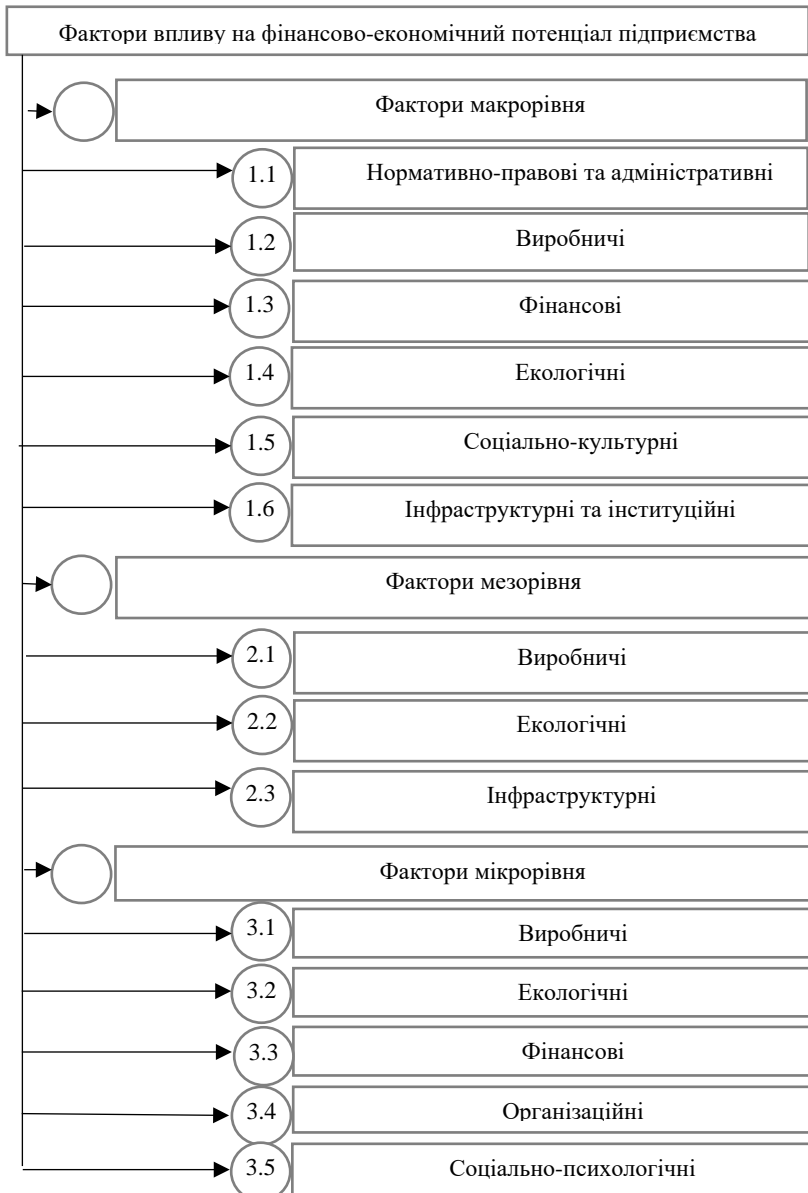 Фактори впливу на фінансово-економічний потенціал підприємства
Фактори макрорівня
1.1 Нормативно-правові та адміністративні
1.2 Виробничі
1.3 Фінансові
1.4 Екологічні
1.5 Соціально-культурні
1.6 Інфраструктурні та інституційні
Фактори мезорівня
2.1 Виробничі
2.2 Екологічні
2.3 Інфраструктурні
Фактори мікрорівня
3.1 Виробничі
3.2 Екологічні
3.3 Фінансові
3.4 Організаційні
3.5 Соціально-психологічні